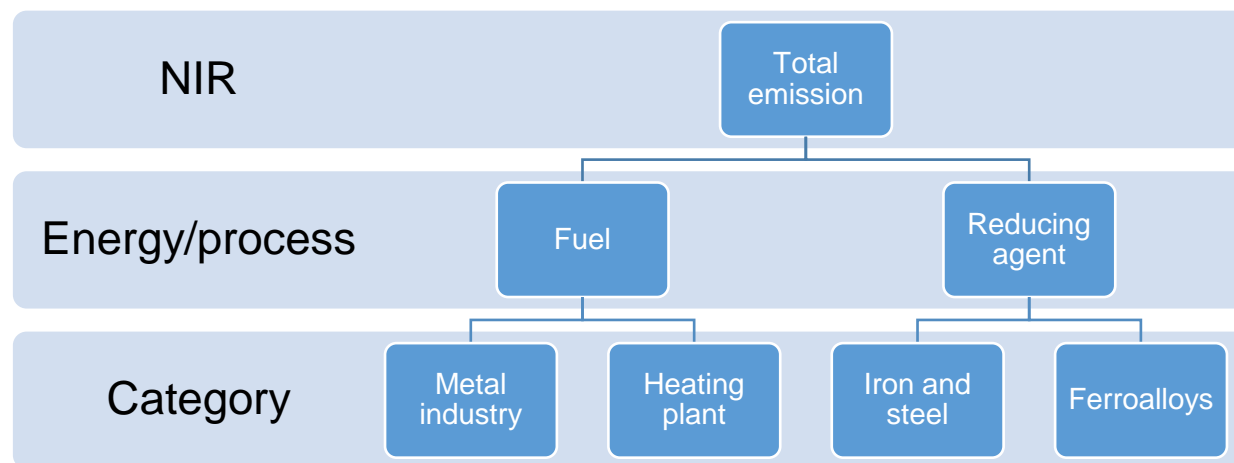 NIR
Total
emission
Energy/process
Fuel
Reducing
agent
Category
Metal
industry
Heating
plant
Iron and
steel
Ferroalloys